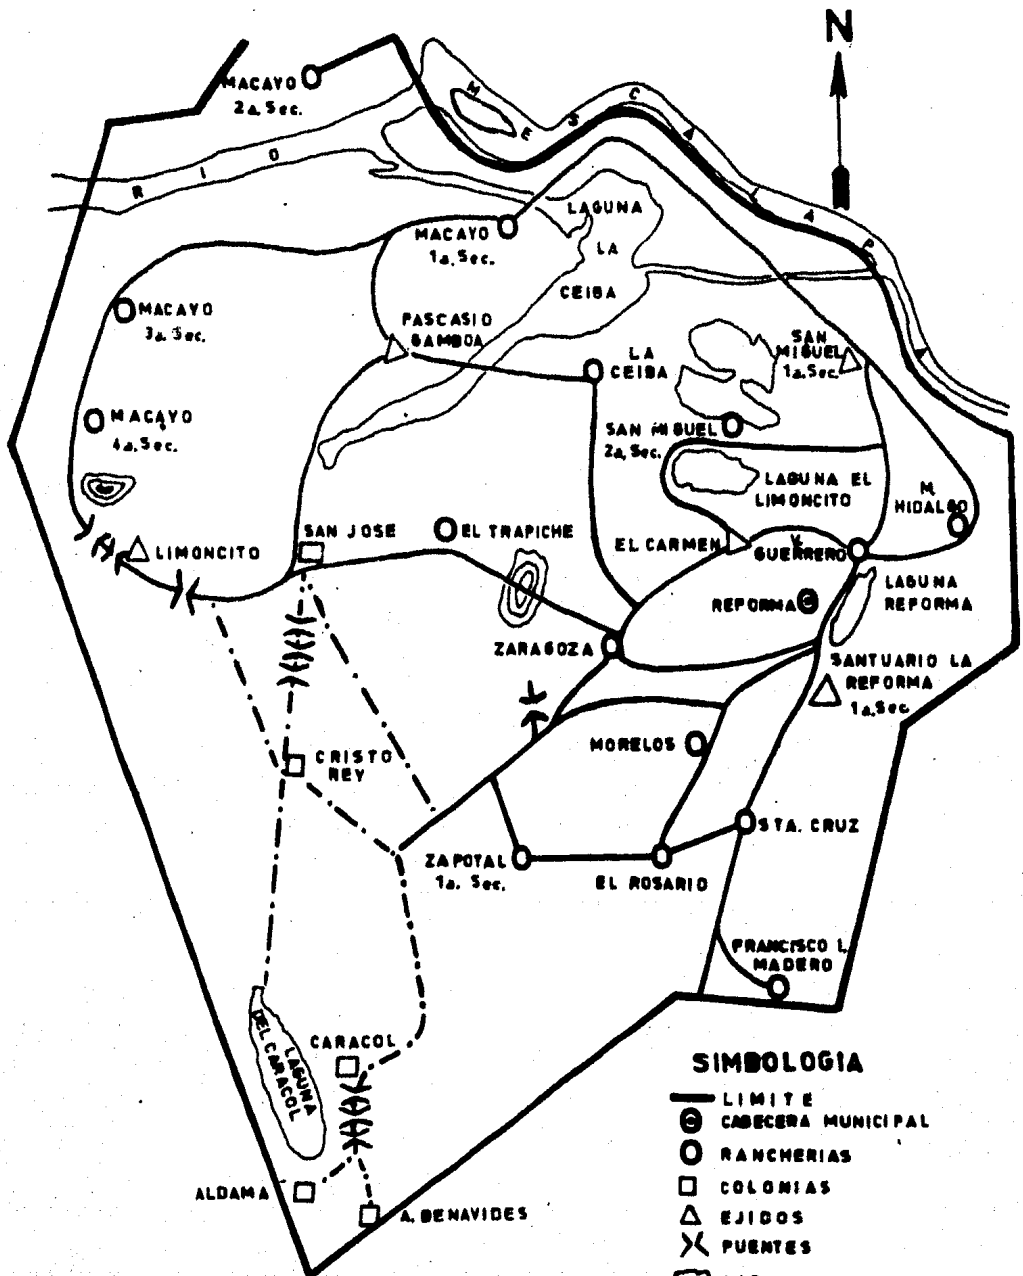 N
MACAYO
2a. Sec.
RIO MESCALAPA
LAGUNA
LA
CEIBA
MACAYO
1a. Sec.
MACAYO
3a. Sec.
PASCASIO
GAMBOA
LA
CEIBA
SAN
MIGUEL
1a. Sec.
MACAYO
4a. Sec.
SAN MIGUEL
2a. Sec.
LAGUNA EL
LIMONCITO
M.
HIDALGO
SAN JOSE
EL TRAPICHE
LIMONCITO
EL CARMEN
V.
GUERRERO
LAGUNA
REFORMA
REFORMA
ZARAGOZA
SANTUARIO LA
REFORMA
1a. Sec
MORELOS
CRISTO
REY
STA. CRUZ
ZAPOTAL
1a. Sec.
EL ROSARIO
FRANCISCO I.
MADERO
LAGUNA
DEL CARACOL
CARACOL
ALDAMA
A. BENAVIDES
SIMBOLOGIA
LIMITE
CABECERA MUNICIPAL
RANCHERIAS
COLONIAS
EJIDOS
PUENTES